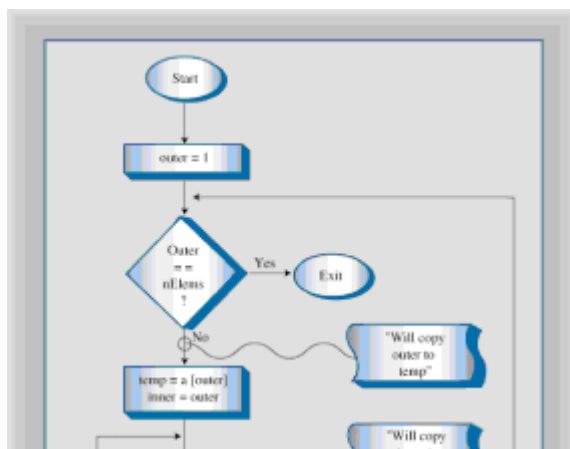 Start
outer = 1
Outer
= =
nElems
?
Yes
Exit
No
"Will copy
outer to
temp"
temp = a [outer]
inner = outer
"Will copy